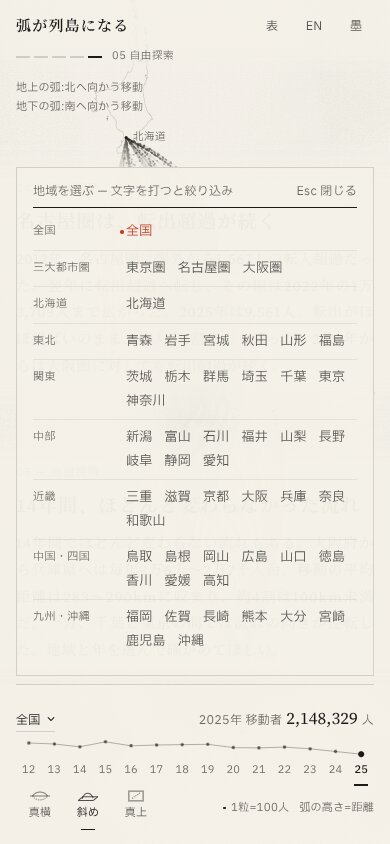 弧が列島になる
表 EN 墨
05 自由探索
地上の弧:北へ向かう移動
地下の弧:南へ向かう移動
北海道
地域を選ぶ — 文字を打つと絞り込み Esc 閉じる
全国 全国
三大都市圏 東京圏 名古屋圏 大阪圏
北海道 北海道
東北 青森 岩手 宮城 秋田 山形 福島
関東 茨城 栃木 群馬 埼玉 千葉 東京
神奈川
中部 新潟 富山 石川 福井 山梨 長野
岐阜 静岡 愛知
近畿 三重 滋賀 京都 大阪 兵庫 奈良
和歌山
中国・四国 鳥取 島根 岡山 広島 山口 徳島
香川 愛媛 高知
九州・沖縄 福岡 佐賀 長崎 熊本 大分 宮崎
鹿児島 沖縄
全国 2025年 移動者 2,148,329 人
12 13 14 15 16 17 18 19 20 21 22 23 24 25
真横 斜め 真上
1粒=100人 弧の高さ=距離